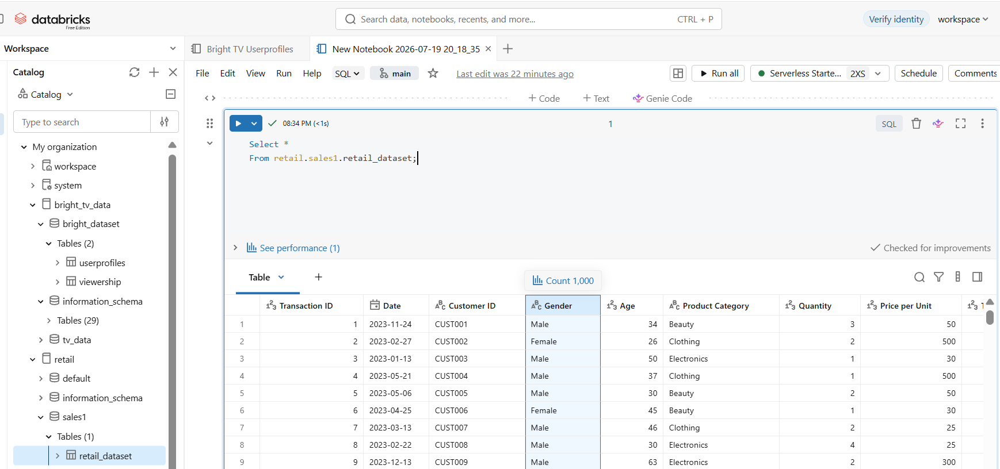 databricks
Free Edition
Search data, notebooks, recents, and more... CTRL + P
Verify identity
workspace
Workspace
Bright TV Userprofiles
New Notebook 2026-07-19 20_18_35
Catalog
File Edit View Run Help SQL main Last edit was 22 minutes ago
Run all
Serverless Starte... 2XS
Schedule
Comments
Catalog
Type to search
My organization
workspace
system
bright_tv_data
bright_dataset
Tables (2)
userprofiles
viewership
information_schema
Tables (29)
tv_data
retail
default
information_schema
sales1
Tables (1)
retail_dataset
Code Text Genie Code
08:34 PM (<1s) 1 SQL
Select *
From retail.sales1.retail_dataset;
See performance (1) Checked for improvements
Table
Count 1,000
Transaction ID Date Customer ID Gender Age Product Category Quantity Price per Unit
1 1 2023-11-24 CUST001 Male 34 Beauty 3 50
2 2 2023-02-27 CUST002 Female 26 Clothing 2 500
3 3 2023-01-13 CUST003 Male 50 Electronics 1 30
4 4 2023-05-21 CUST004 Male 37 Clothing 1 500
5 5 2023-05-06 CUST005 Male 30 Beauty 2 50
6 6 2023-04-25 CUST006 Female 45 Beauty 1 30
7 7 2023-03-13 CUST007 Male 46 Clothing 2 25
8 8 2023-02-22 CUST008 Male 30 Electronics 4 25
9 9 2023-12-13 CUST009 Male 63 Electronics 2 300